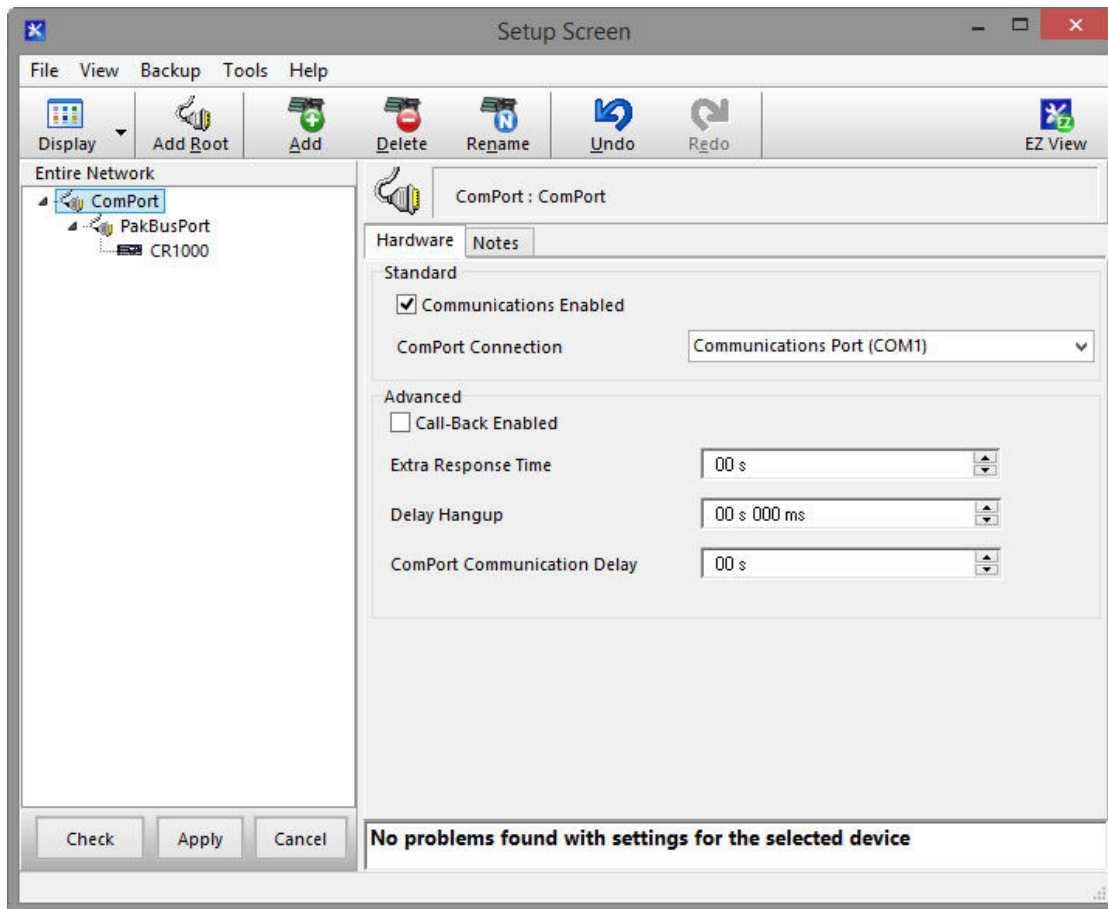 Setup Screen
File View Backup Tools Help
Display Add Root Add Delete Rename Undo Redo EZ View
Entire Network
ComPort
PakBusPort
CR1000
ComPort : ComPort
Hardware Notes
Standard
Communications Enabled
ComPort Connection Communications Port (COM1)
Advanced
Call-Back Enabled
Extra Response Time 00 s
Delay Hangup 00 s 000 ms
ComPort Communication Delay 00 s
Check Apply Cancel
No problems found with settings for the selected device